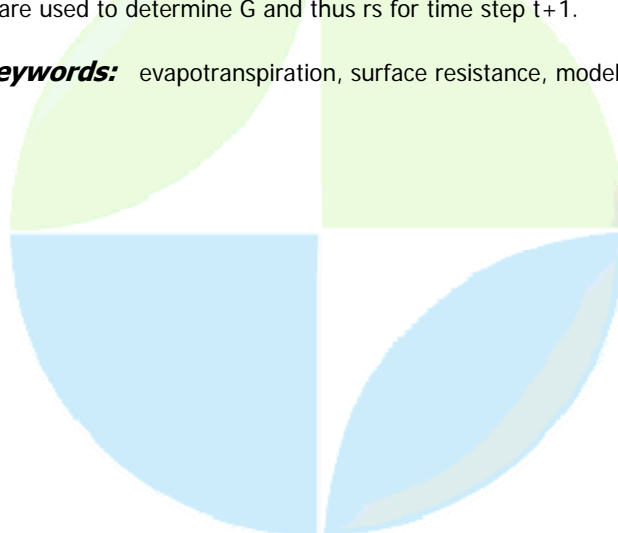 are used to determine G and thus rs for time step t+1.
eywords: evapotranspiration, surface resistance, model